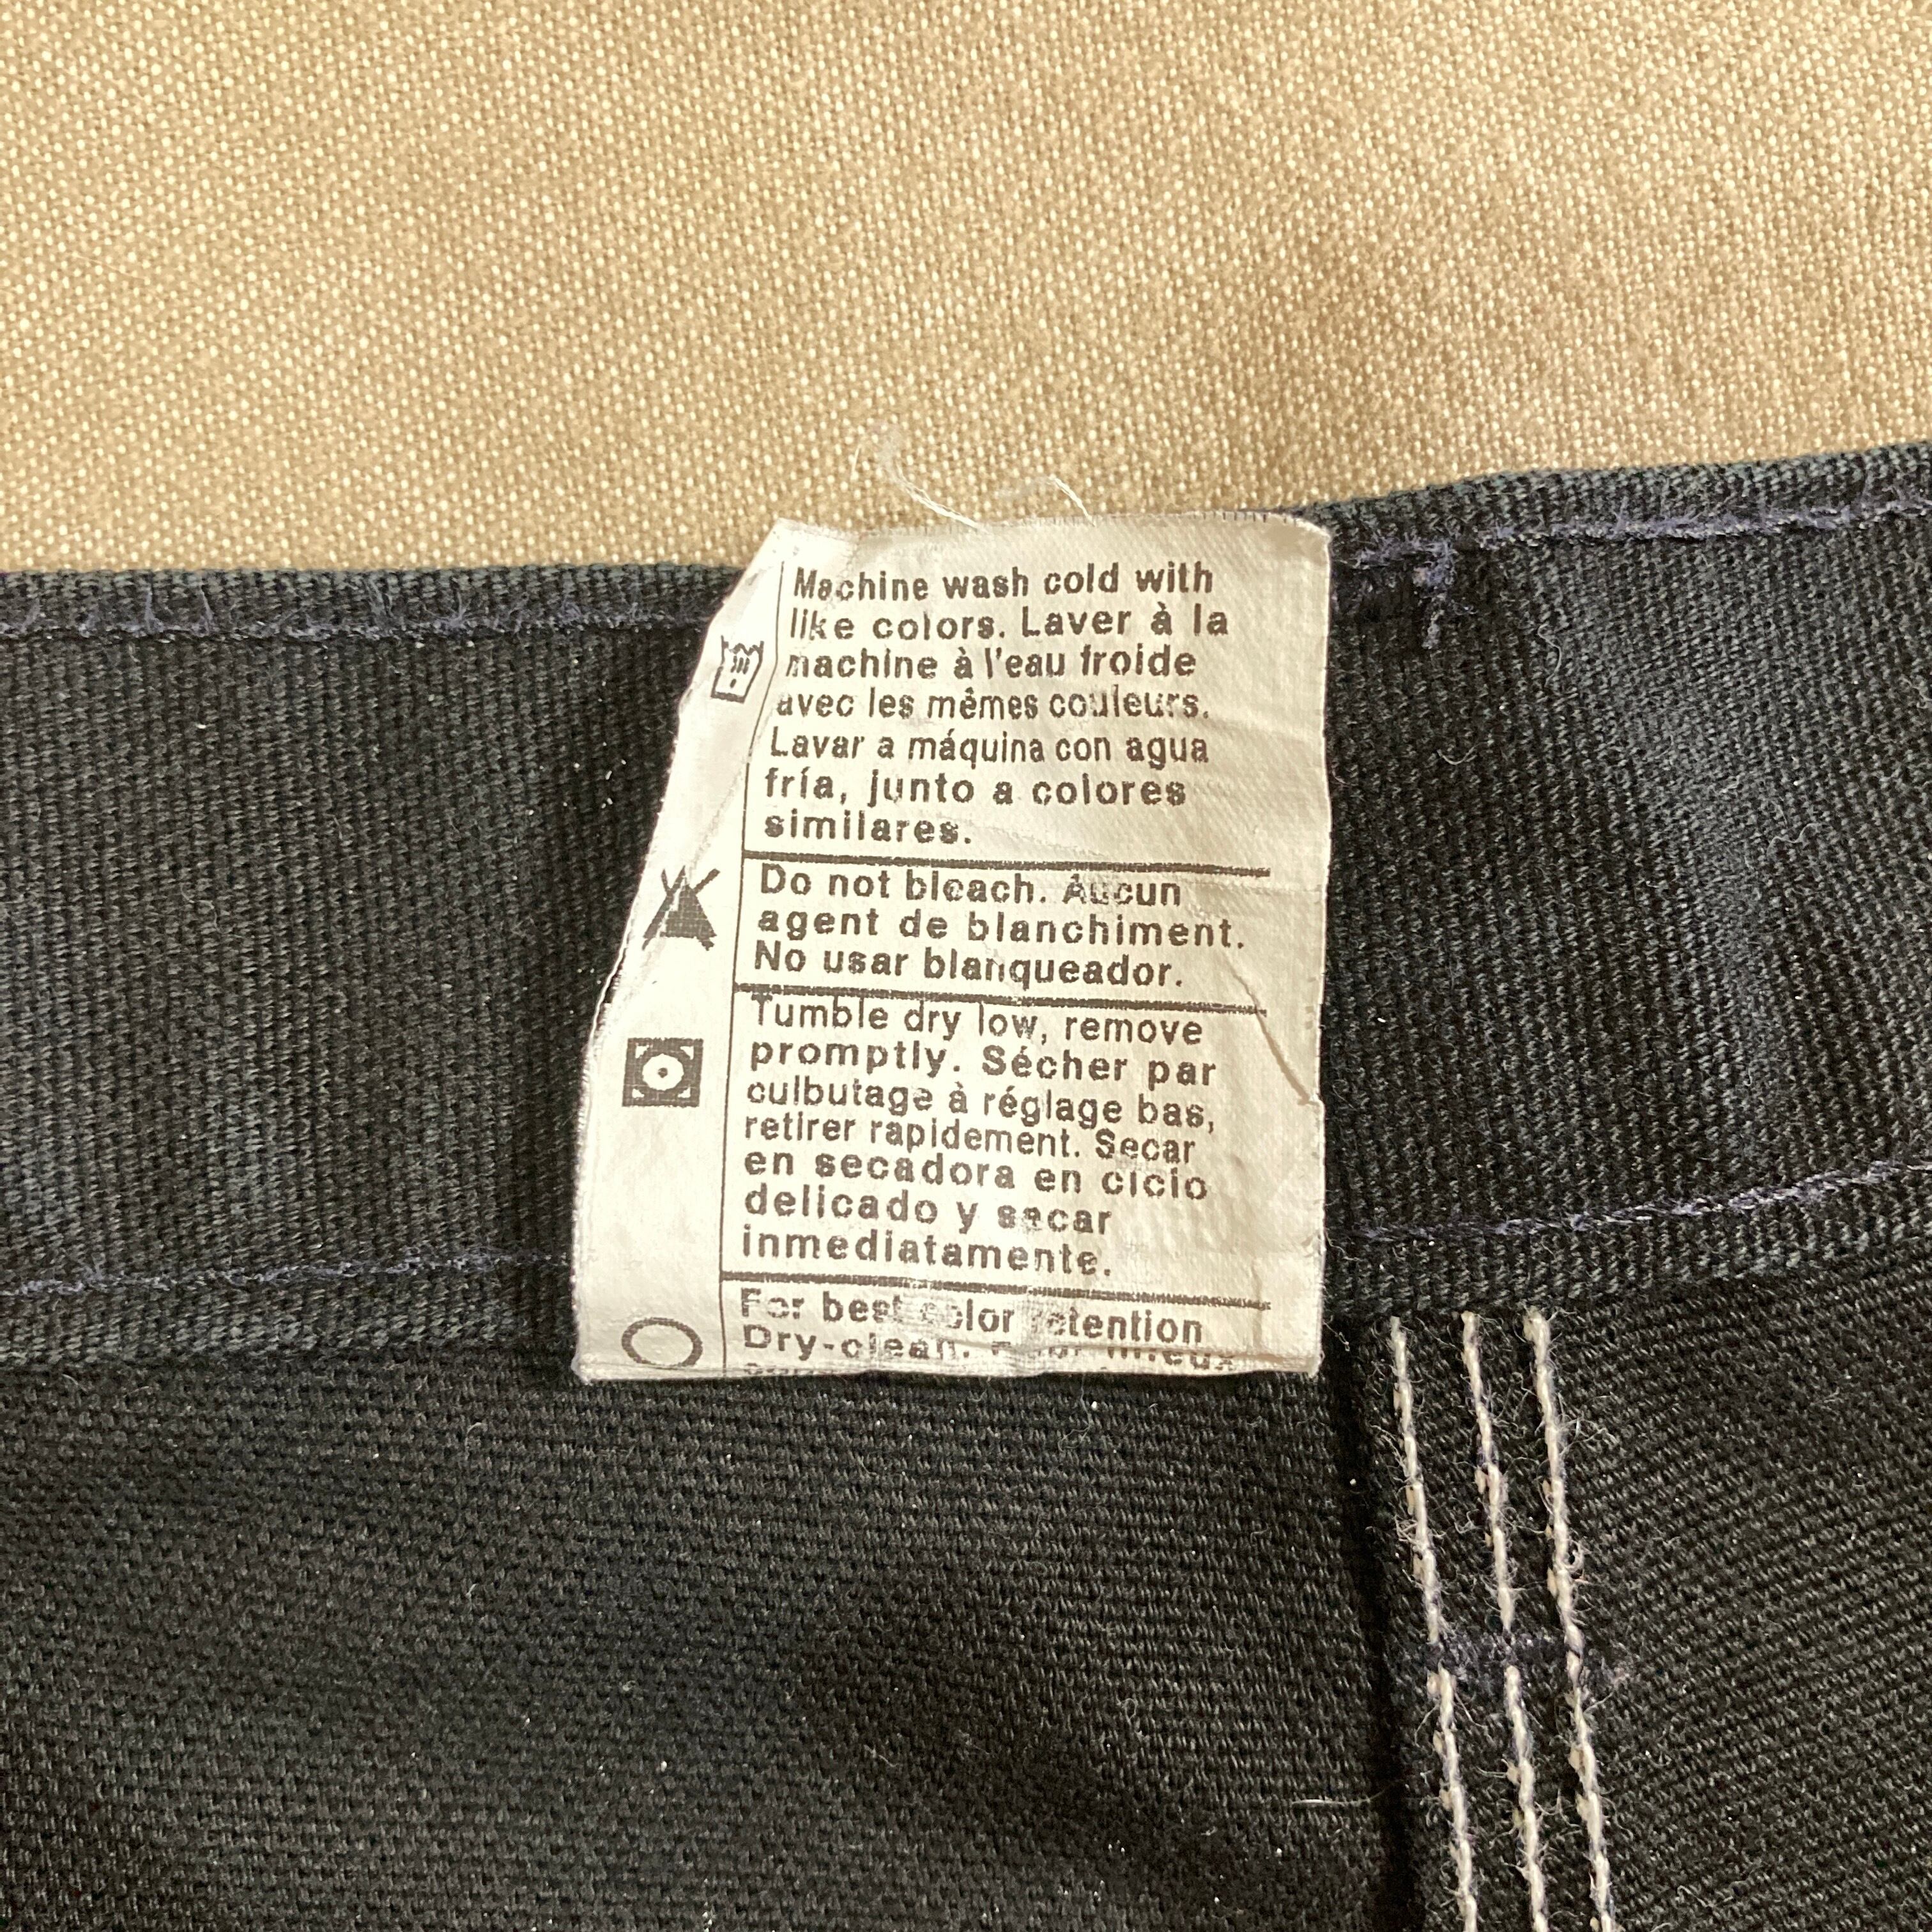 Machine wash cold with
like colors. Laver à la
machine à l'eau froide
avec les mêmes couleurs.
Lavar a máquina con agua
fría, junto a colores
similares.
Do not bleach. Aucun
agent de blanchiment.
No usar blanqueador.
Tumble dry low, remove
promptly. Sécher par
culbutage à réglage bas,
retirer rapidement. Secar
en secadora en ciclo
delicado y sacar
inmediatamente.
For best color retention
Dry-clean.